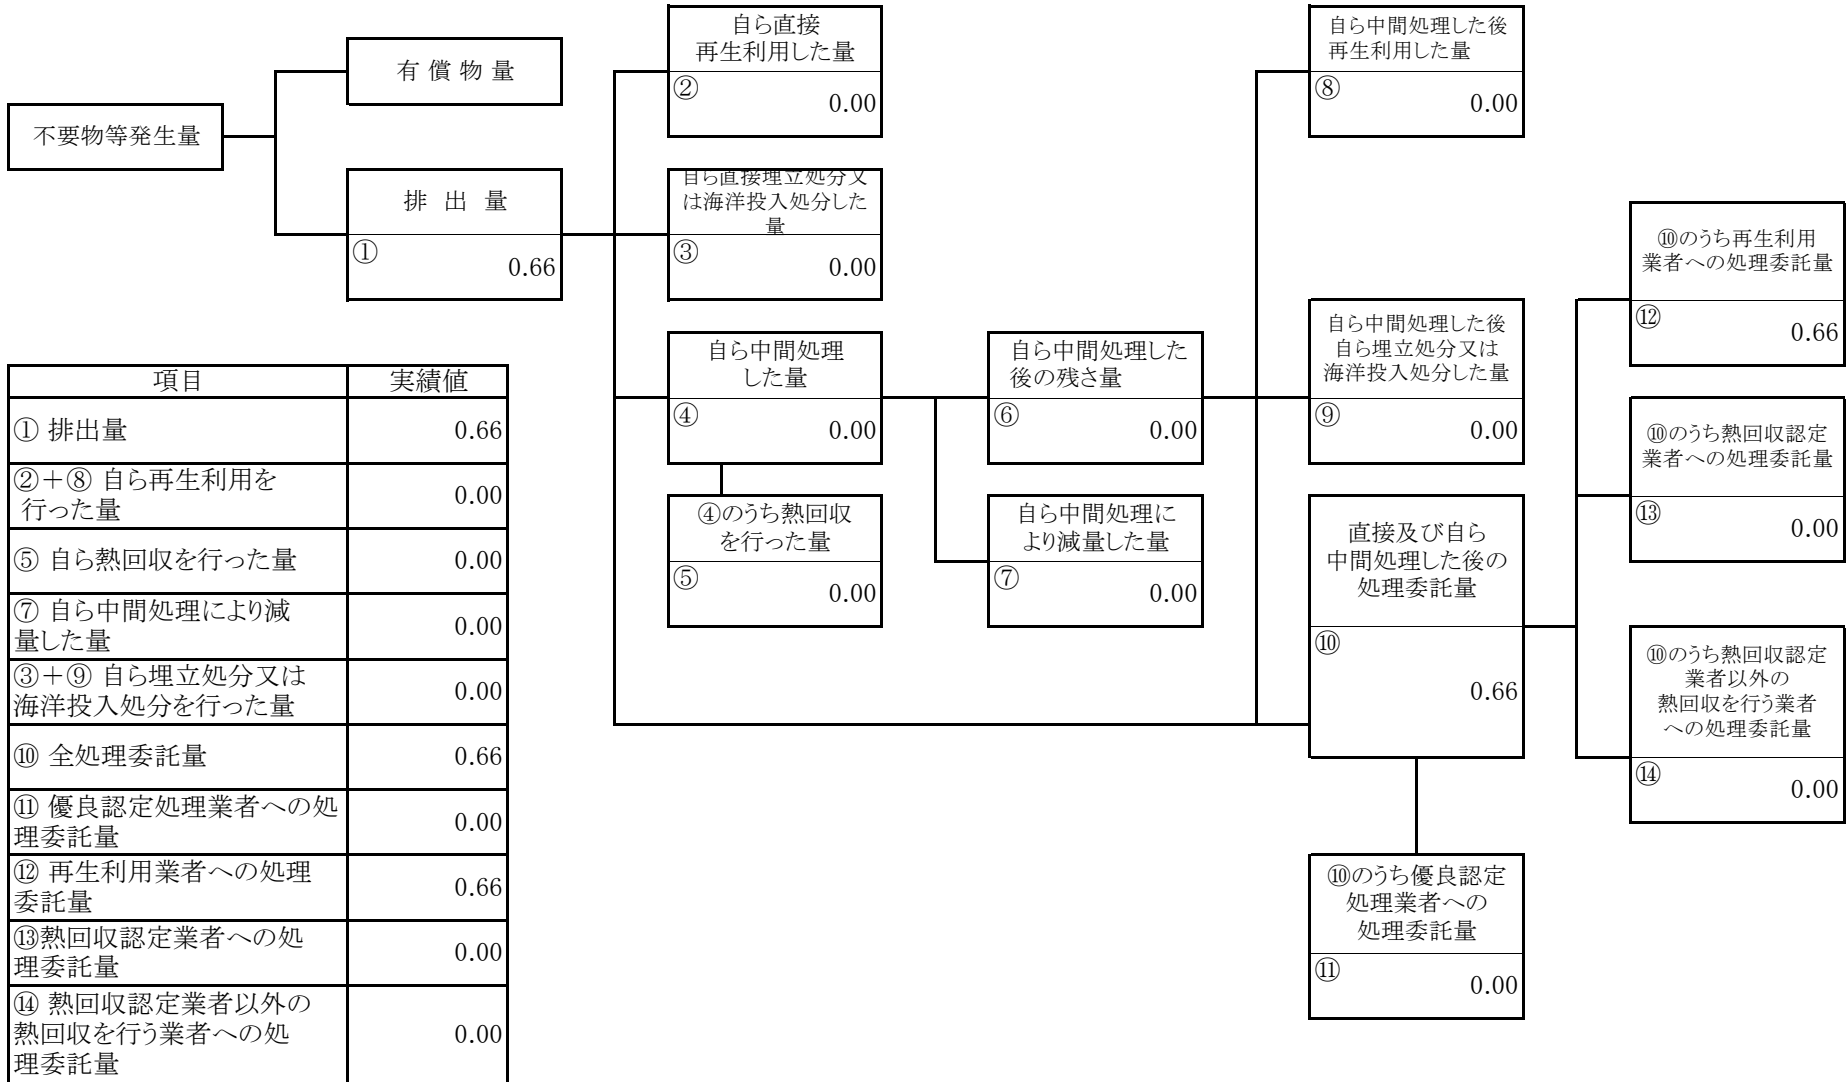 不要物等発生量
有 償 物 量
排 出 量
①
0.66
自ら直接
再生利用した量
②
0.00
自ら直接埋立処分又
は海洋投入処分した
量
③
0.00
自ら中間処理
した量
④
0.00
④のうち熱回収
を行った量
⑤
0.00
自ら中間処理した
後の残さ量
⑥
0.00
自ら中間処理に
より減量した量
⑦
0.00
自ら中間処理した後
再生利用した量
⑧
0.00
自ら中間処理した後
自ら埋立処分又は
海洋投入処分した量
⑨
0.00
直接及び自ら
中間処理した後の
処理委託量
⑩
0.66
⑩のうち優良認定
処理業者への
処理委託量
⑪
0.00
⑩のうち再生利用
業者への処理委託量
⑫
0.66
⑩のうち熱回収認定
業者への処理委託量
⑬
0.00
⑩のうち熱回収認定
業者以外の
熱回収を行う業者
への処理委託量
⑭
0.00
項目 実績値
① 排出量 0.66
②+⑧ 自ら再生利用を
行った量 0.00
⑤ 自ら熱回収を行った量 0.00
⑦ 自ら中間処理により減
量した量 0.00
③+⑨ 自ら埋立処分又は
海洋投入処分を行った量 0.00
⑩ 全処理委託量 0.66
⑪ 優良認定処理業者への処
理委託量 0.00
⑫ 再生利用業者への処理
委託量 0.66
⑬熱回収認定業者への処
理委託量 0.00
⑭ 熱回収認定業者以外の
熱回収を行う業者への処
理委託量 0.00